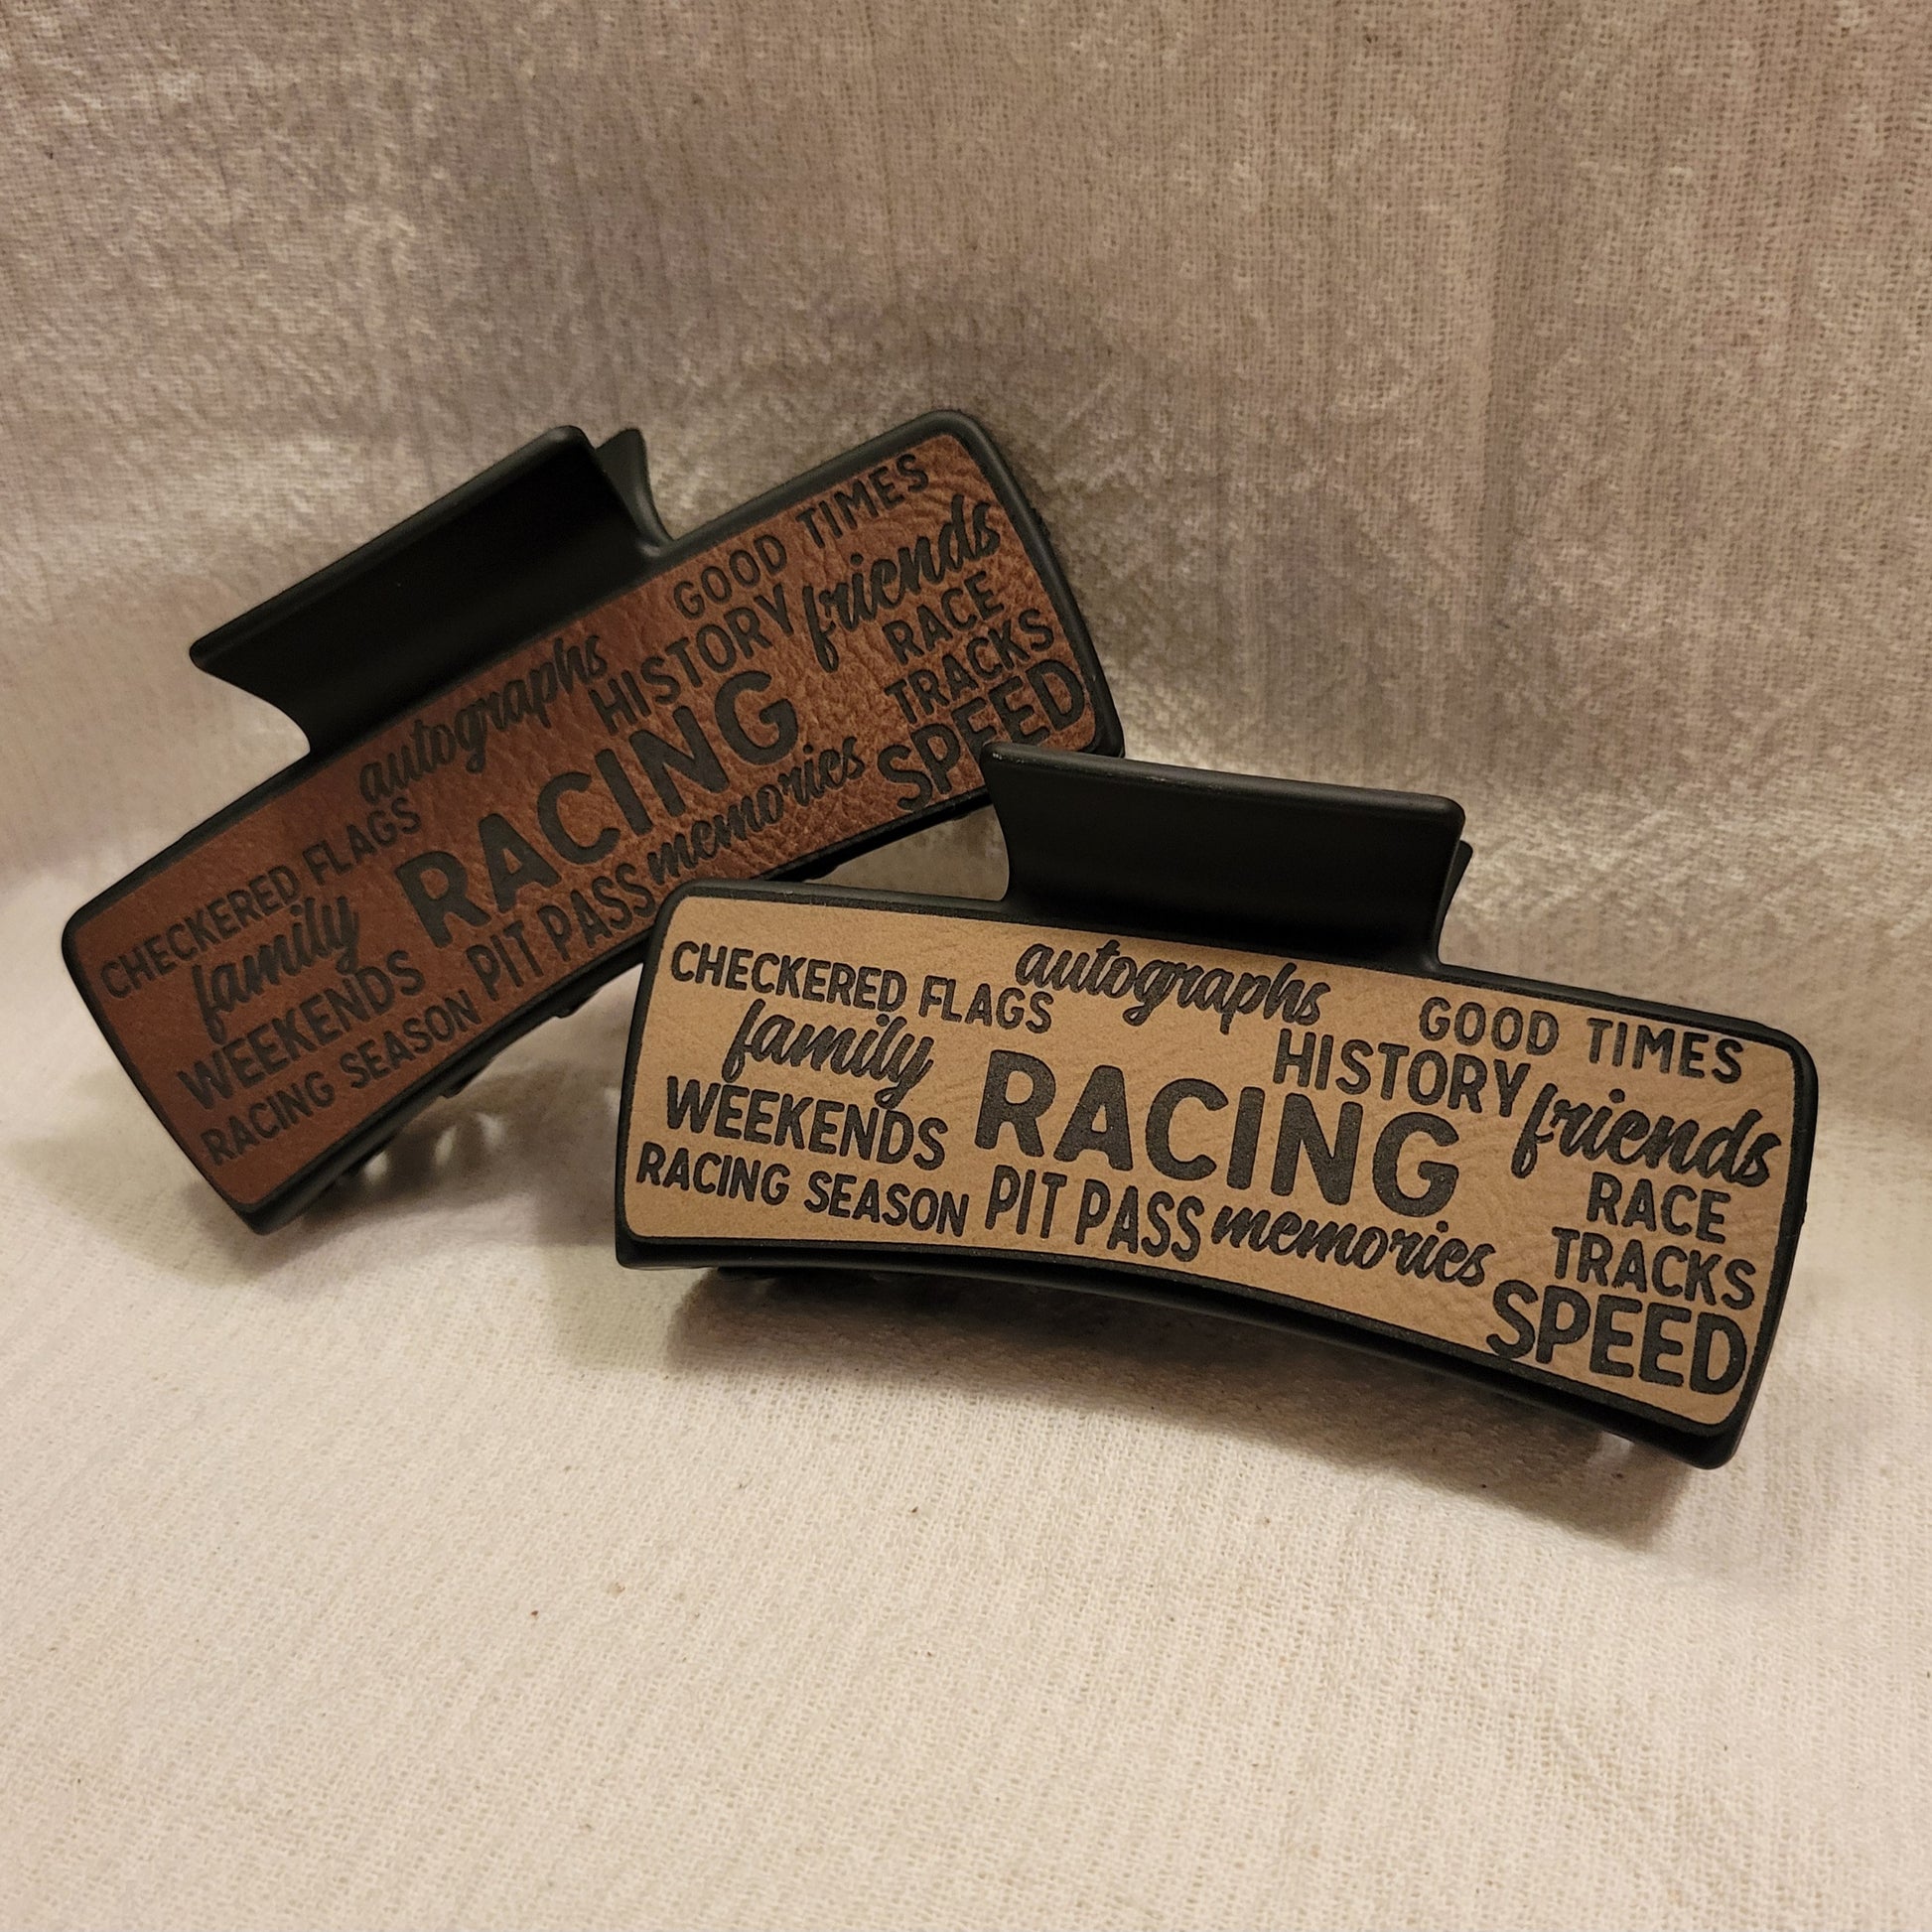 GOOD TIMES
autographs
HISTORY
friends
CHECKERED FLAGS
family
RACING
RACE
TRACKS
WEEKENDS
PIT PASS
memories
SPEED
RACING SEASON
CHECKERED FLAGS
autographs
GOOD TIMES
family
HISTORY
friends
WEEKENDS
RACING
RACE
TRACKS
RACING SEASON
PIT PASS
memories
SPEED